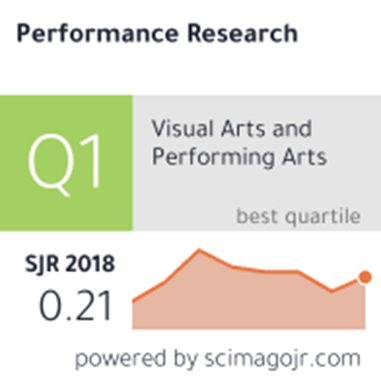 Performance Research
Q1
Visual Arts and
Performing Arts
best quartile
SJR 2018
0.21
powered by scimagojr.com